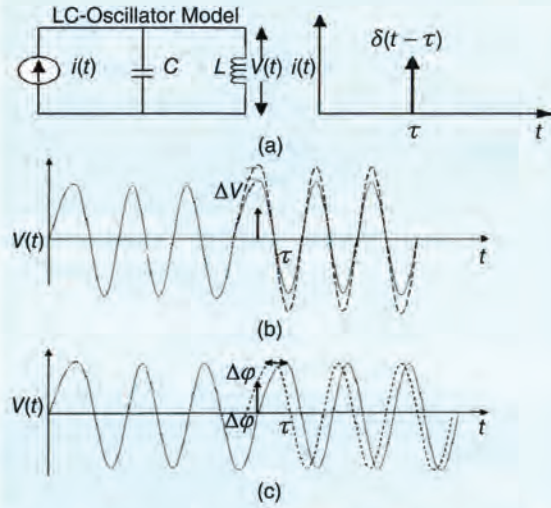 LC-Oscillator Model
i(t) C L V(t) i(t) δ(t − τ) τ t
(a)
V(t) ΔV τ t
(b)
V(t) Δφ Δφ τ t
(c)